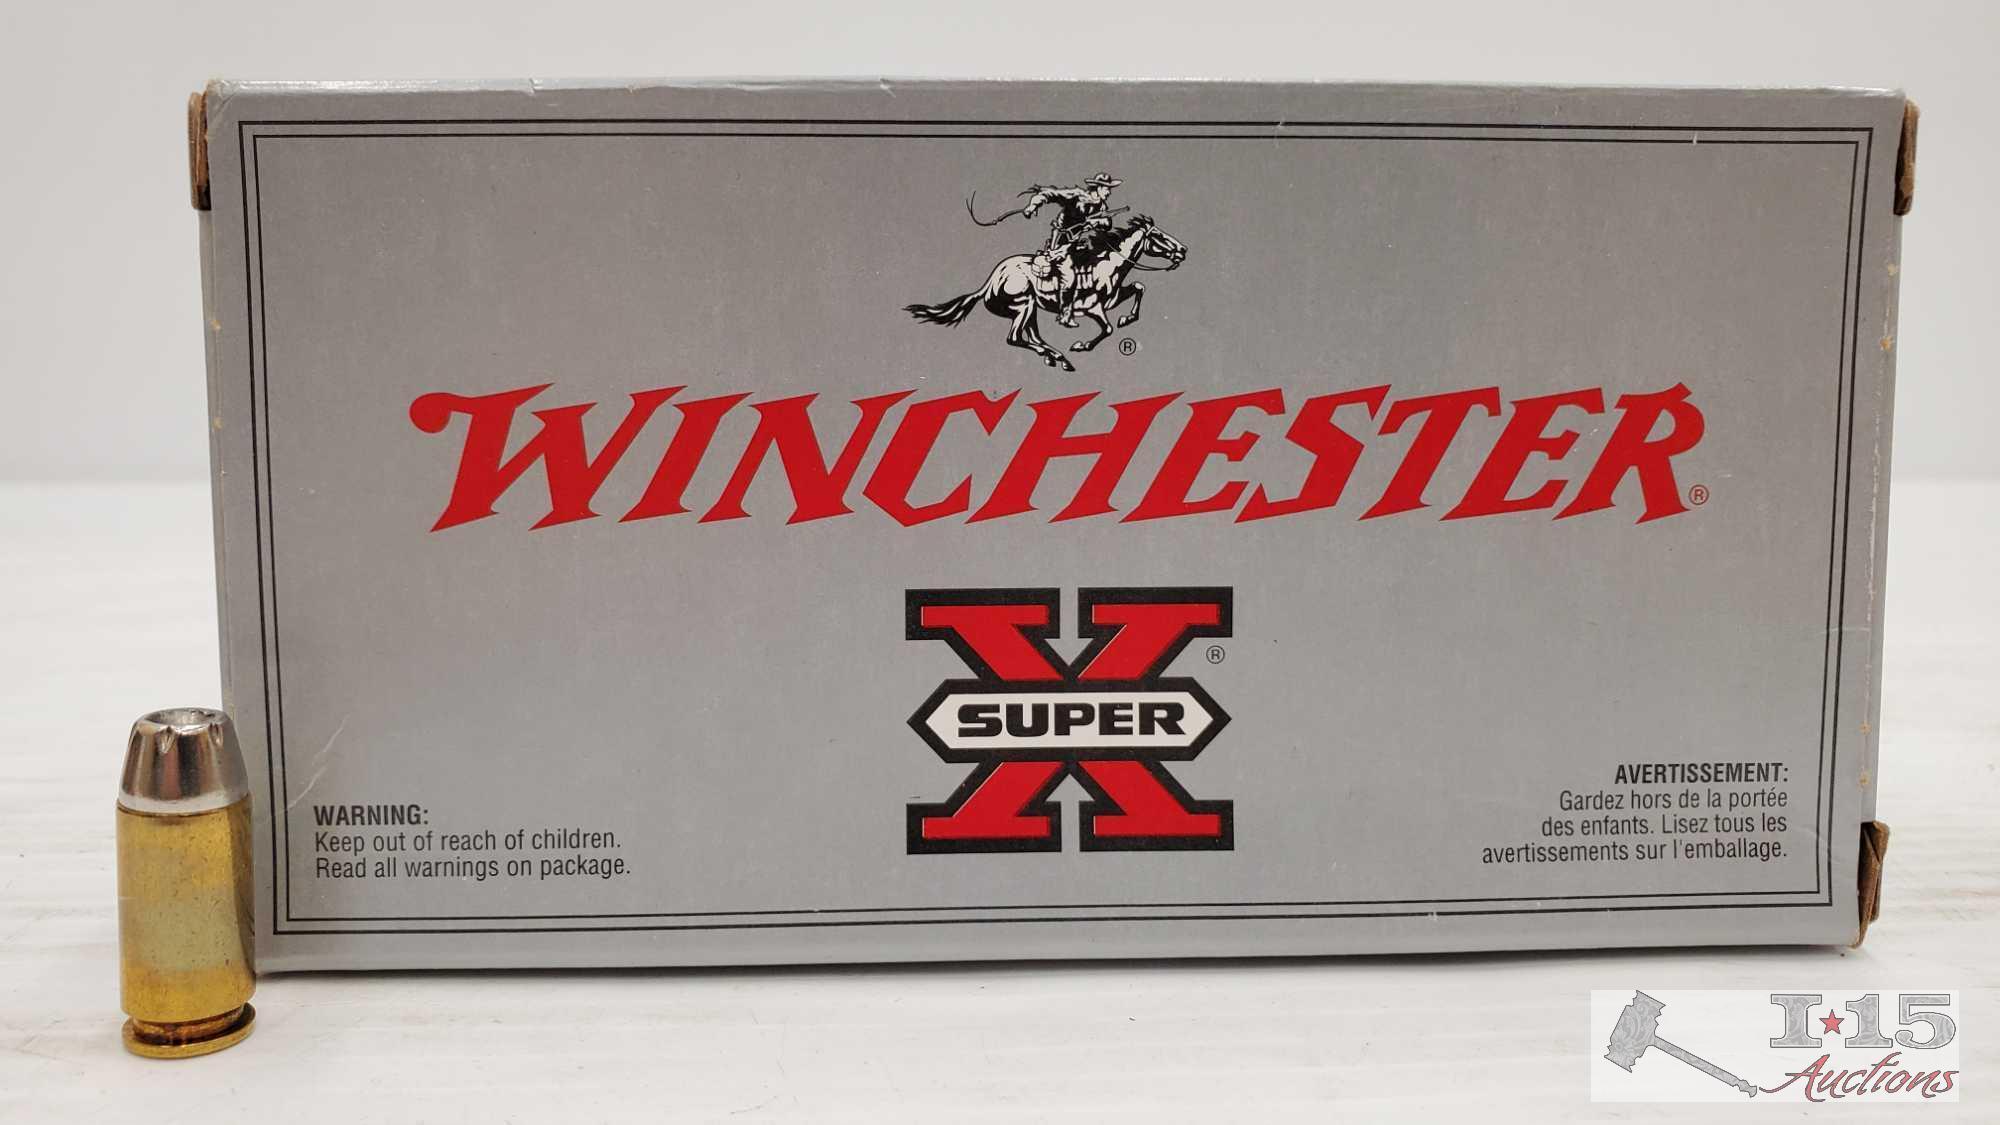 ®
WINCHESTER®
®
SUPER
X
WARNING:
Keep out of reach of children.
Read all warnings on package.
AVERTISSEMENT:
Gardez hors de la portée
des enfants. Lisez tous les
avertissements sur l'emballage.
I★15
Auctions